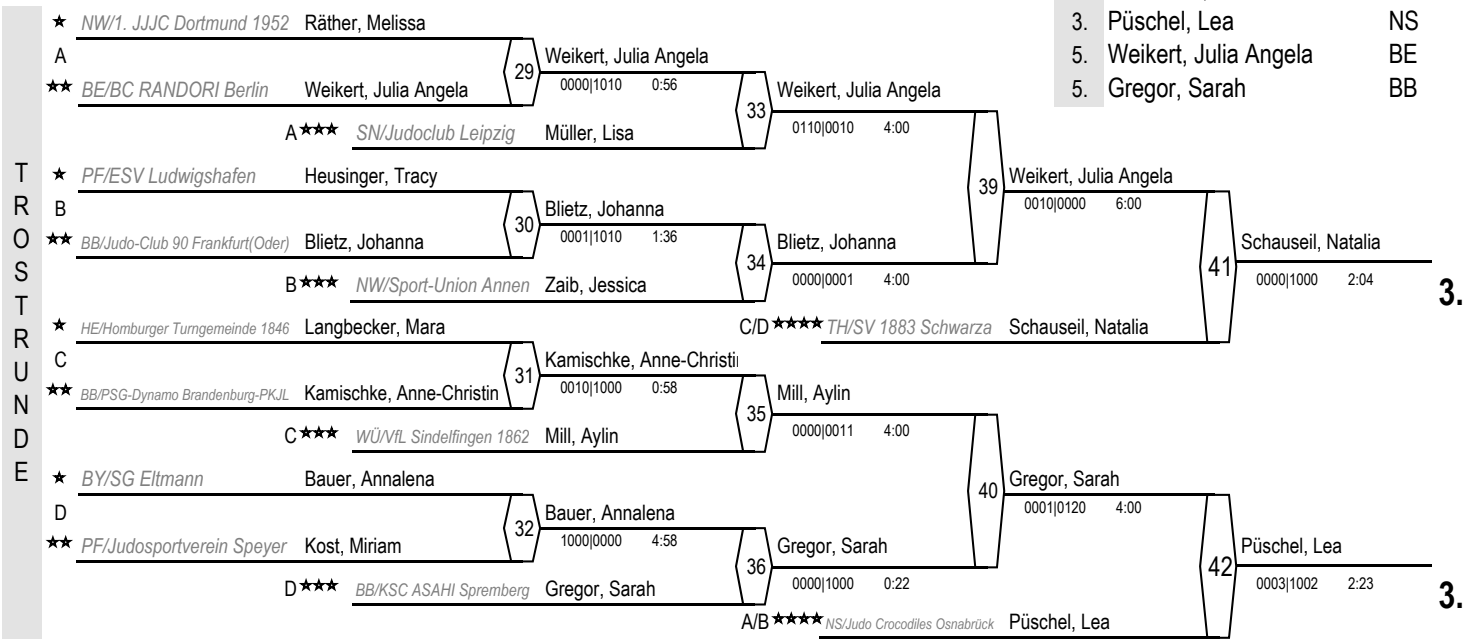 ★ NW/1. JJJC Dortmund 1952 Räther, Melissa
3. Püschel, Lea NS
A
29 Weikert, Julia Angela
0000|1010 0:56
5. Weikert, Julia Angela BE
★★ BE/BC RANDORI Berlin Weikert, Julia Angela
5. Gregor, Sarah BB
33 Weikert, Julia Angela
0110|0010 4:00
A★★★ SN/Judoclub Leipzig Müller, Lisa
TROSTRUNDE
★ PF/ESV Ludwigshafen Heusinger, Tracy
39 Weikert, Julia Angela
0010|0000 6:00
B
30 Blietz, Johanna
0001|1010 1:36
★★ BB/Judo-Club 90 Frankfurt(Oder) Blietz, Johanna
34 Blietz, Johanna
0000|0001 4:00
41 Schauseil, Natalia
0000|1000 2:04
3.
B★★★ NW/Sport-Union Annen Zaib, Jessica
★ HE/Homburger Turngemeinde 1846 Langbecker, Mara
C/D★★★★ TH/SV 1883 Schwarza Schauseil, Natalia
C
31 Kamischke, Anne-Christi
0010|1000 0:58
★★ BB/PSG-Dynamo Brandenburg-PKJL Kamischke, Anne-Christin
35 Mill, Aylin
0000|0011 4:00
C★★★ WÜ/VfL Sindelfingen 1862 Mill, Aylin
★ BY/SG Eltmann Bauer, Annalena
40 Gregor, Sarah
0001|0120 4:00
D
32 Bauer, Annalena
1000|0000 4:58
★★ PF/Judosportverein Speyer Kost, Miriam
36 Gregor, Sarah
0000|1000 0:22
42 Püschel, Lea
0003|1002 2:23
3.
D★★★ BB/KSC ASAHI Spremberg Gregor, Sarah
A/B★★★★ NS/Judo Crocodiles Osnabrück Püschel, Lea